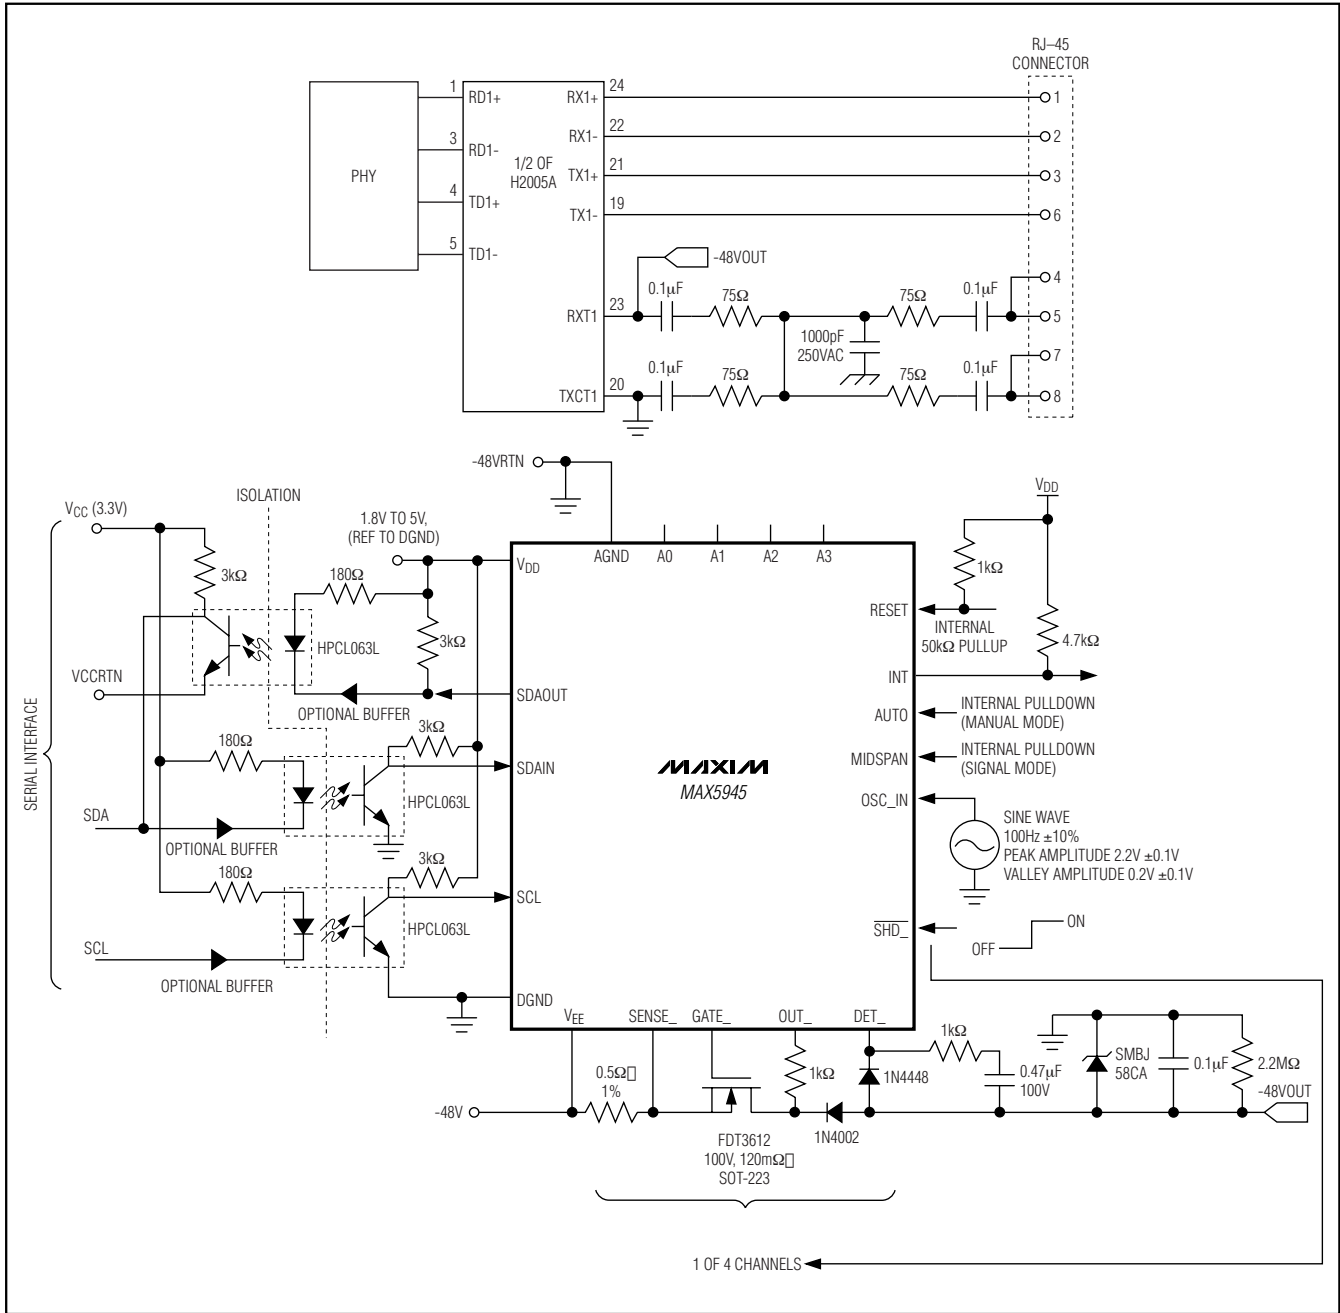 RJ–45
CONNECTOR
PHY
1
3
4
5
RD1+
RD1-
TD1+
TD1-
1/2 OF
H2005A
RX1+
RX1-
TX1+
TX1-
RXT1
TXCT1
24
22
21
19
23
20
1
2
3
6
4
5
7
8
-48VOUT
0.1µF
75Ω
75Ω
0.1µF
1000pF
250VAC
0.1µF
75Ω
75Ω
0.1µF
-48VRTN
SERIAL INTERFACE
VCC (3.3V)
ISOLATION
1.8V TO 5V,
(REF TO DGND)
3kΩ
180Ω
HPCL063L
3kΩ
VCCRTN
OPTIONAL BUFFER
180Ω
3kΩ
HPCL063L
SDA
OPTIONAL BUFFER
180Ω
3kΩ
HPCL063L
SCL
OPTIONAL BUFFER
AGND
A0
A1
A2
A3
VDD
SDAOUT
SDAIN
SCL
DGND
MAXIM
MAX5945
VEE
SENSE_
GATE_
OUT_
DET_
RESET
INT
AUTO
MIDSPAN
OSC_IN
SHD_
VDD
1kΩ
4.7kΩ
INTERNAL
50kΩ PULLUP
INTERNAL PULLDOWN
(MANUAL MODE)
INTERNAL PULLDOWN
(SIGNAL MODE)
SINE WAVE
100Hz ±10%
PEAK AMPLITUDE 2.2V ±0.1V
VALLEY AMPLITUDE 0.2V ±0.1V
OFF
ON
-48V
0.5Ω
1%
FDT3612
100V, 120mΩ
SOT-223
1kΩ
1N4002
1N4448
1kΩ
0.47µF
100V
SMBJ
58CA
0.1µF
2.2MΩ
-48VOUT
1 OF 4 CHANNELS